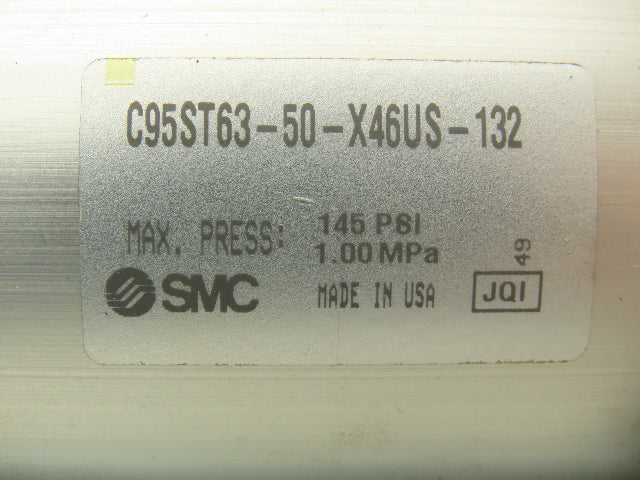 C95ST63-50-X46US-132
MAX. PRESS: 145 PSI
1.00 MPa
SMC
MADE IN USA
JQI
49